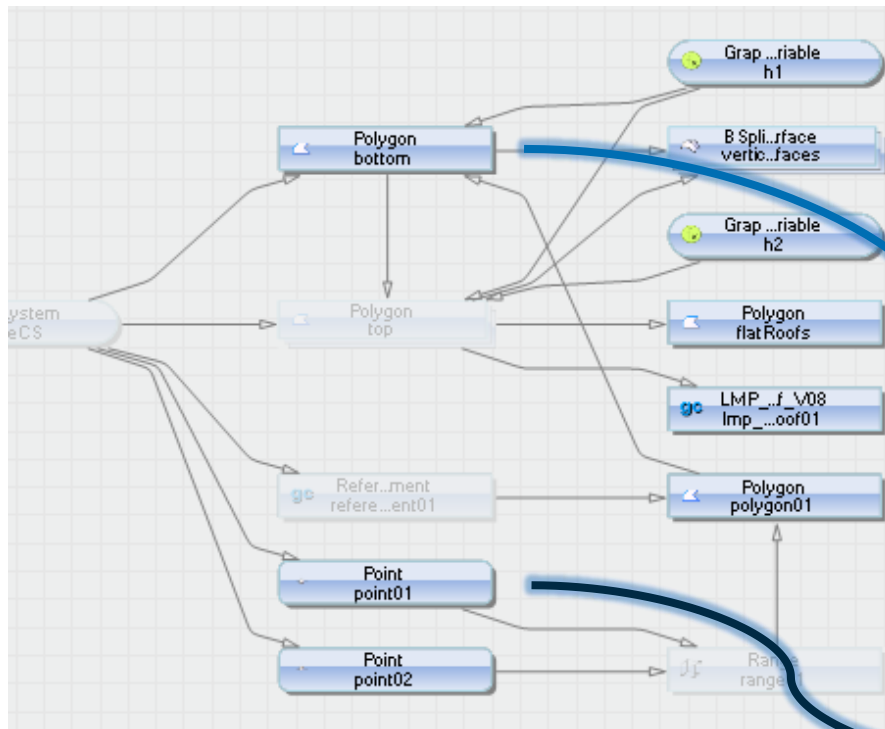 Grap ...riable
h1
Polygon
bottom
B Spli...rface
vertic...faces
Grap ...riable
h2
ystem
eCS
Polygon
top
Polygon
flatRoofs
gc
LMP_...f_V08
lmp_...oof01
gc
Refer...ment
refere...ent01
Polygon
polygon01
Point
point01
Point
point02
Range